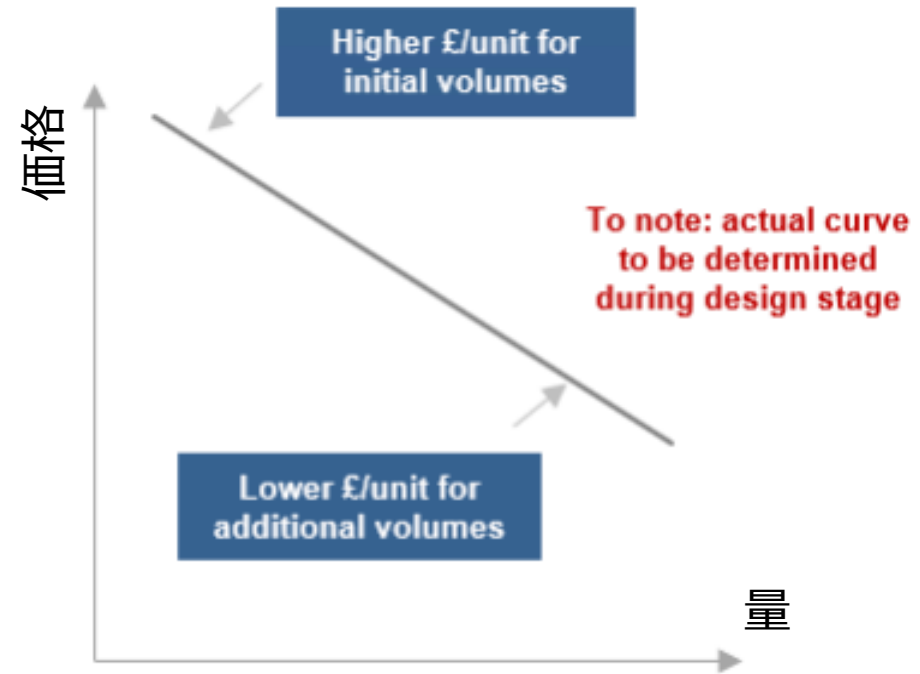 Higher £/unit for
initial volumes
価格
To note: actual curve
to be determined
during design stage
Lower £/unit for
additional volumes
量